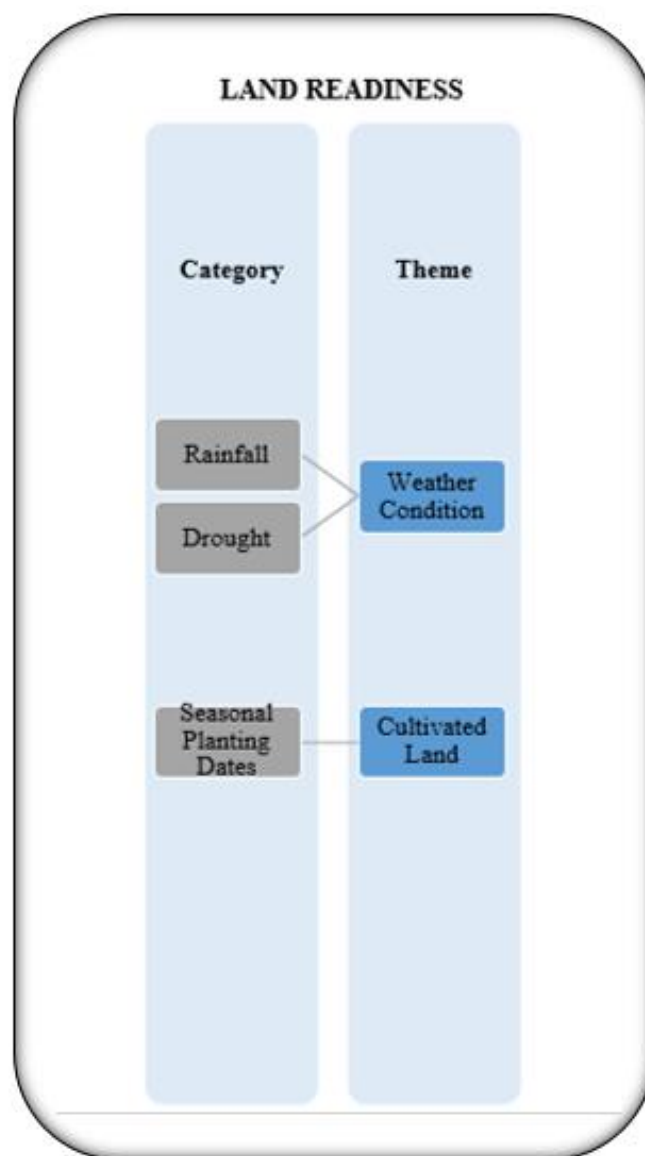 LAND READINESS
Category
Theme
Rainfall
Drought
Weather
Condition
Seasonal
Planting
Dates
Cultivated
Land